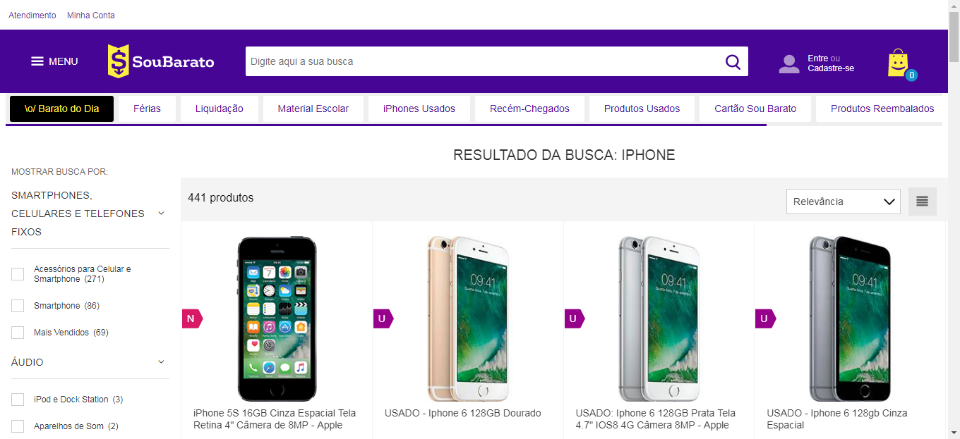 Atendimento Minha Conta
MENU SouBarato Digite aqui a sua busca Entre ou
Cadastre-se
0
\o/ Barato do Dia Férias Liquidação Material Escolar iPhones Usados Recém-Chegados Produtos Usados Cartão Sou Barato Produtos Reembalados
RESULTADO DA BUSCA: IPHONE
MOSTRAR BUSCA POR:
SMARTPHONES,
CELULARES E TELEFONES
FIXOS
441 produtos Relevância
Acessórios para Celular e
Smartphone (271)
Smartphone (86)
Mais Vendidos (69)
ÁUDIO
iPod e Dock Station (3)
Aparelhos de Som (2)
N
U
09:41
U
09:41
U
09:41
iPhone 5S 16GB Cinza Espacial Tela
Retina 4" Câmera de 8MP - Apple
USADO - Iphone 6 128GB Dourado
USADO: Iphone 6 128GB Prata Tela
4.7" IOS8 4G Câmera 8MP - Apple
USADO - Iphone 6 128gb Cinza
Espacial